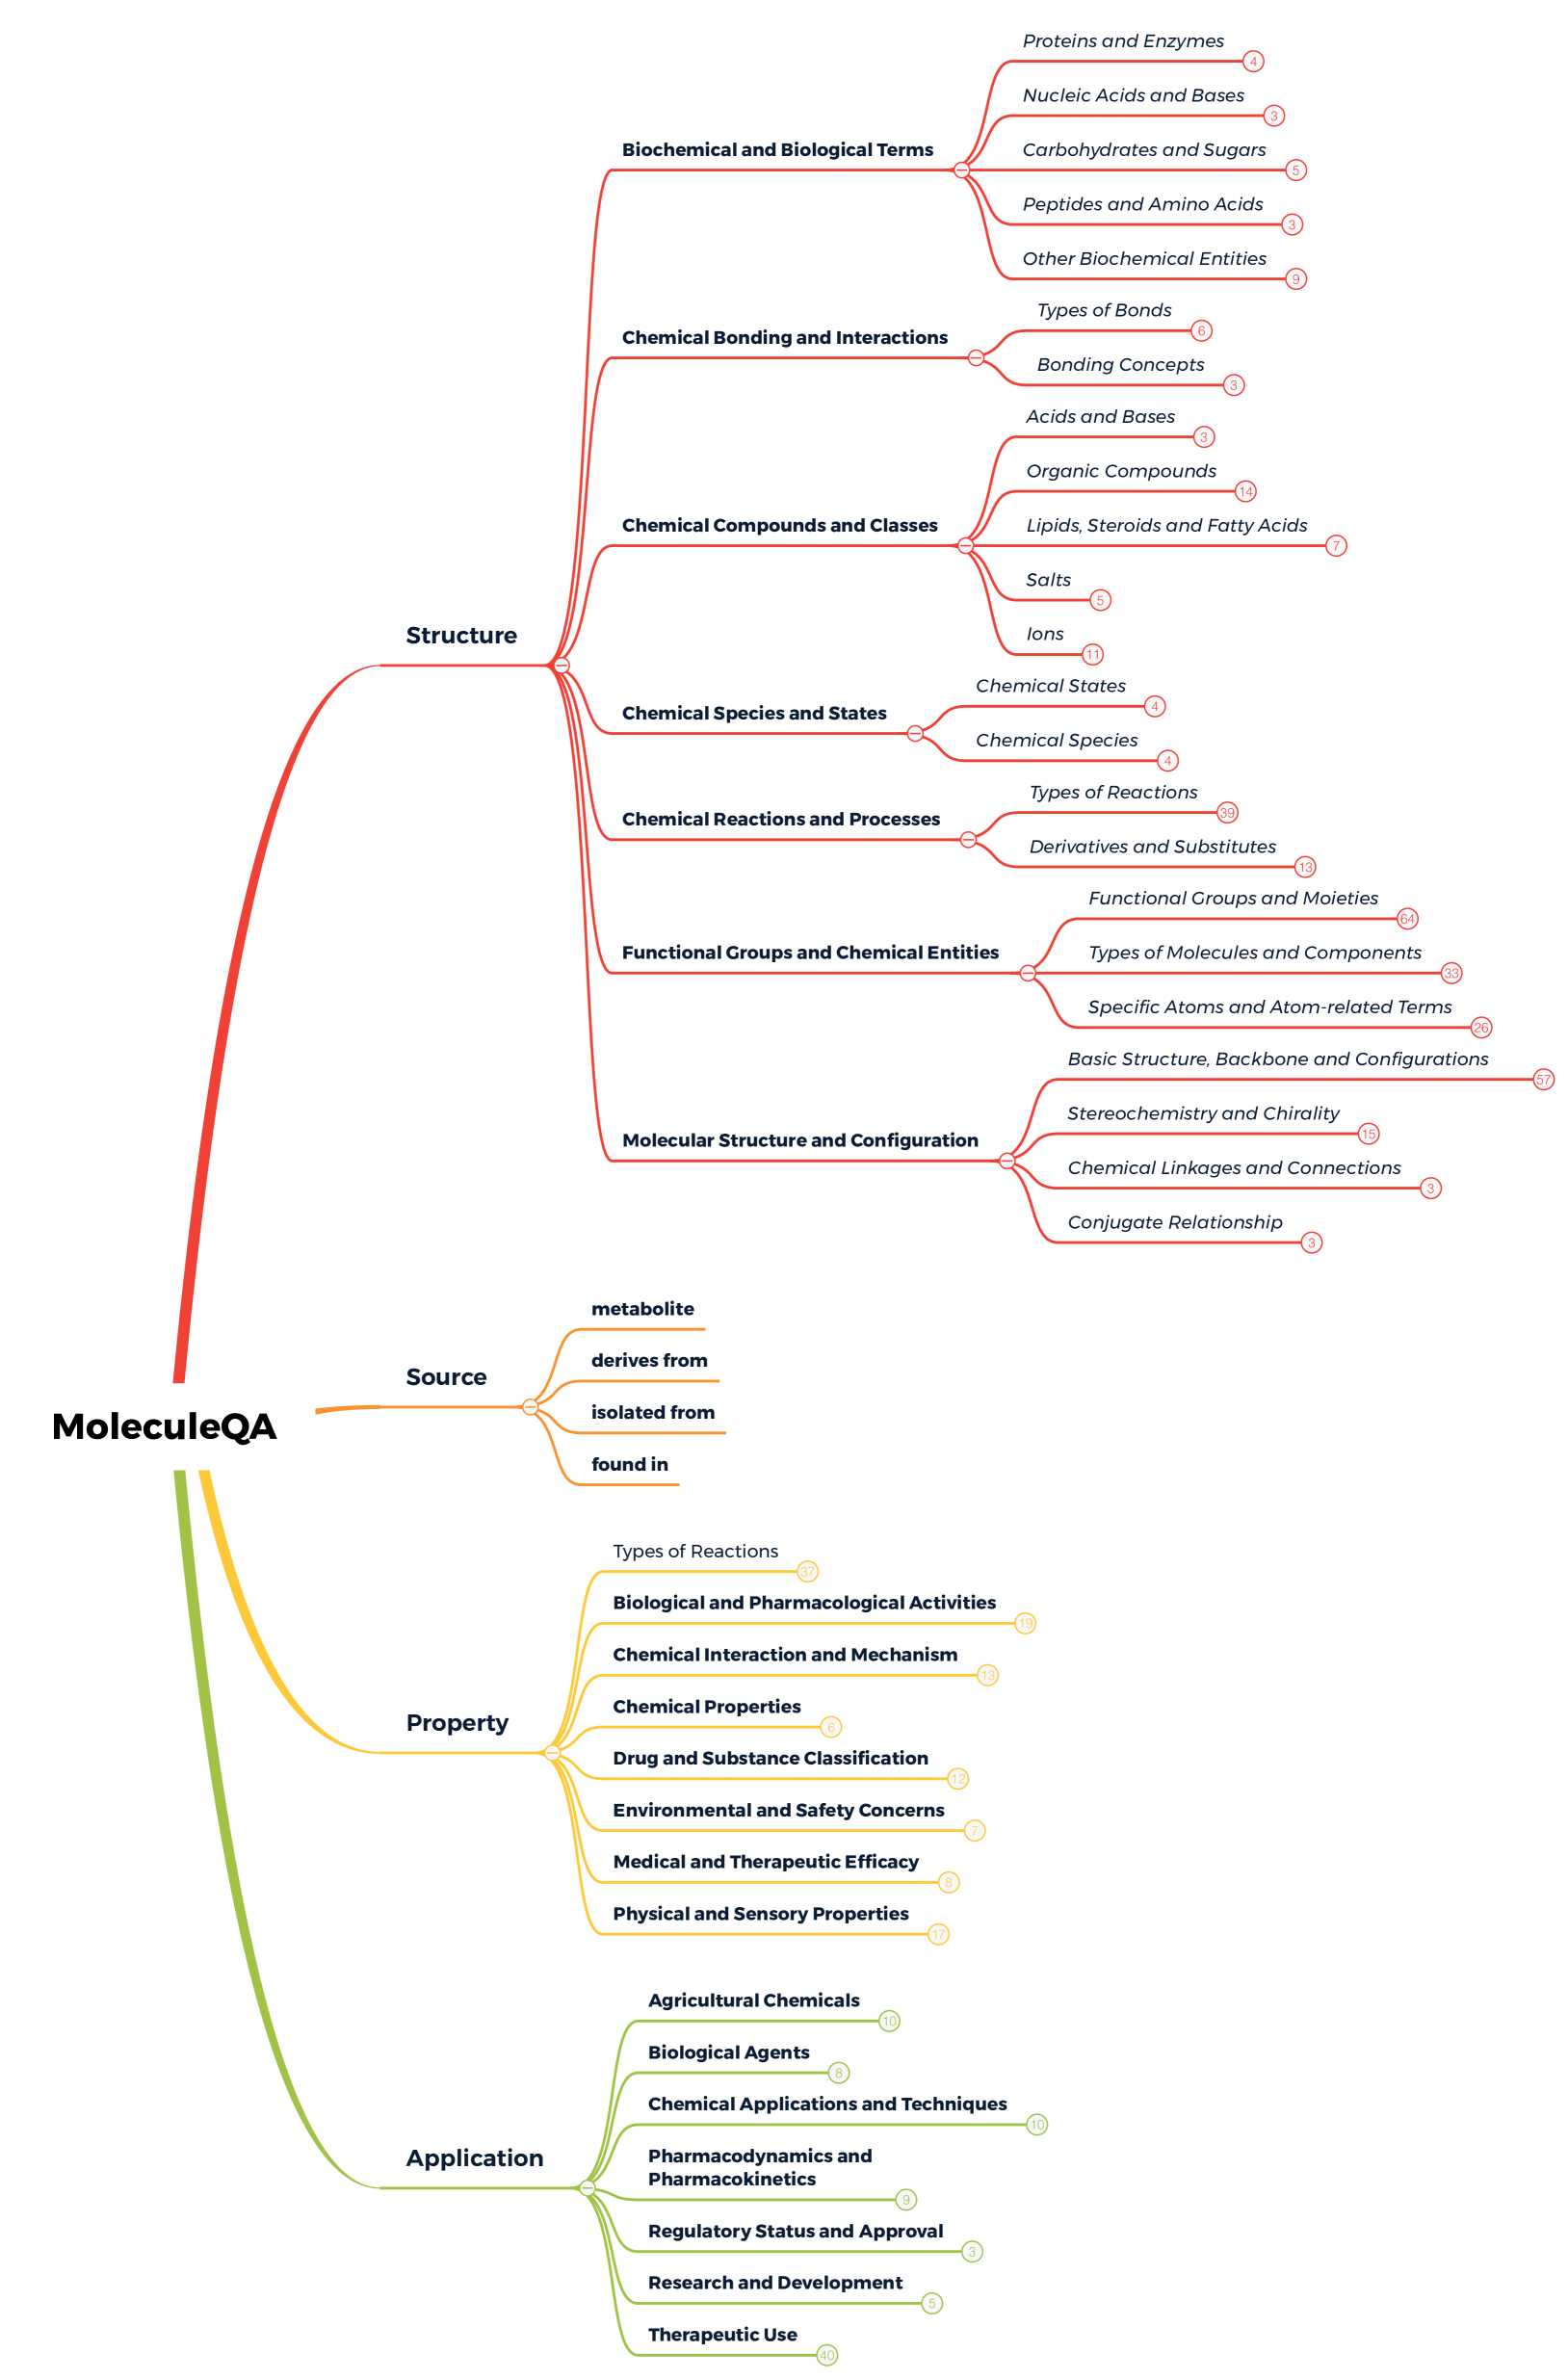 Proteins and Enzymes
4
Nucleic Acids and Bases
3
Biochemical and Biological Terms
Carbohydrates and Sugars
5
Peptides and Amino Acids
3
Other Biochemical Entities
9
Types of Bonds
6
Chemical Bonding and Interactions
Bonding Concepts
3
Acids and Bases
3
Organic Compounds
14
Chemical Compounds and Classes
Lipids, Steroids and Fatty Acids
7
Salts
5
Ions
11
Structure
Chemical States
4
Chemical Species and States
Chemical Species
4
Types of Reactions
39
Chemical Reactions and Processes
Derivatives and Substitutes
13
Functional Groups and Moieties
64
Functional Groups and Chemical Entities
Types of Molecules and Components
33
Specific Atoms and Atom-related Terms
26
Basic Structure, Backbone and Configurations
57
Stereochemistry and Chirality
15
Molecular Structure and Configuration
Chemical Linkages and Connections
3
Conjugate Relationship
3
metabolite
derives from
Source
isolated from
found in
MoleculeQA
Types of Reactions
37
Biological and Pharmacological Activities
19
Chemical Interaction and Mechanism
13
Chemical Properties
6
Property
Drug and Substance Classification
12
Environmental and Safety Concerns
7
Medical and Therapeutic Efficacy
8
Physical and Sensory Properties
17
Agricultural Chemicals
10
Biological Agents
8
Chemical Applications and Techniques
10
Application
Pharmacodynamics and
Pharmacokinetics
9
Regulatory Status and Approval
3
Research and Development
5
Therapeutic Use
40